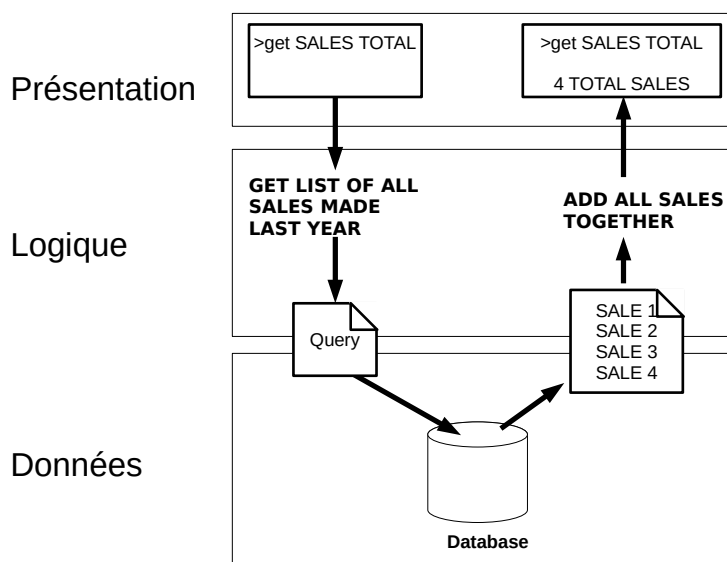 Présentation
>get SALES TOTAL
>get SALES TOTAL
4 TOTAL SALES
Logique
GET LIST OF ALL
SALES MADE
LAST YEAR
ADD ALL SALES
TOGETHER
Query
SALE 1
SALE 2
SALE 3
SALE 4
Données
Database